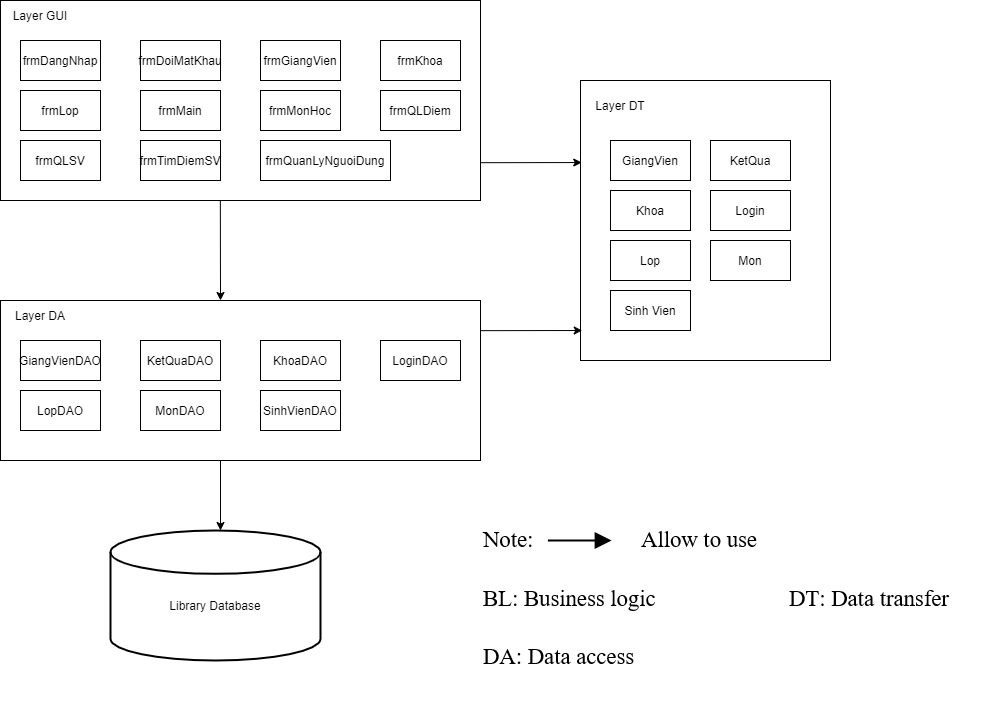 Layer GUI
frmDangNhap
frmDoiMatKhau
frmGiangVien
frmKhoa
frmLop
frmMain
frmMonHoc
frmQLDiem
frmQLSV
frmTimDiemSV
frmQuanLyNguoiDung
Layer DT
GiangVien
KetQua
Khoa
Login
Lop
Mon
Sinh Vien
Layer DA
GiangVienDAO
KetQuaDAO
KhoaDAO
LoginDAO
LopDAO
MonDAO
SinhVienDAO
Library Database
Note: Allow to use
BL: Business logic DT: Data transfer
DA: Data access